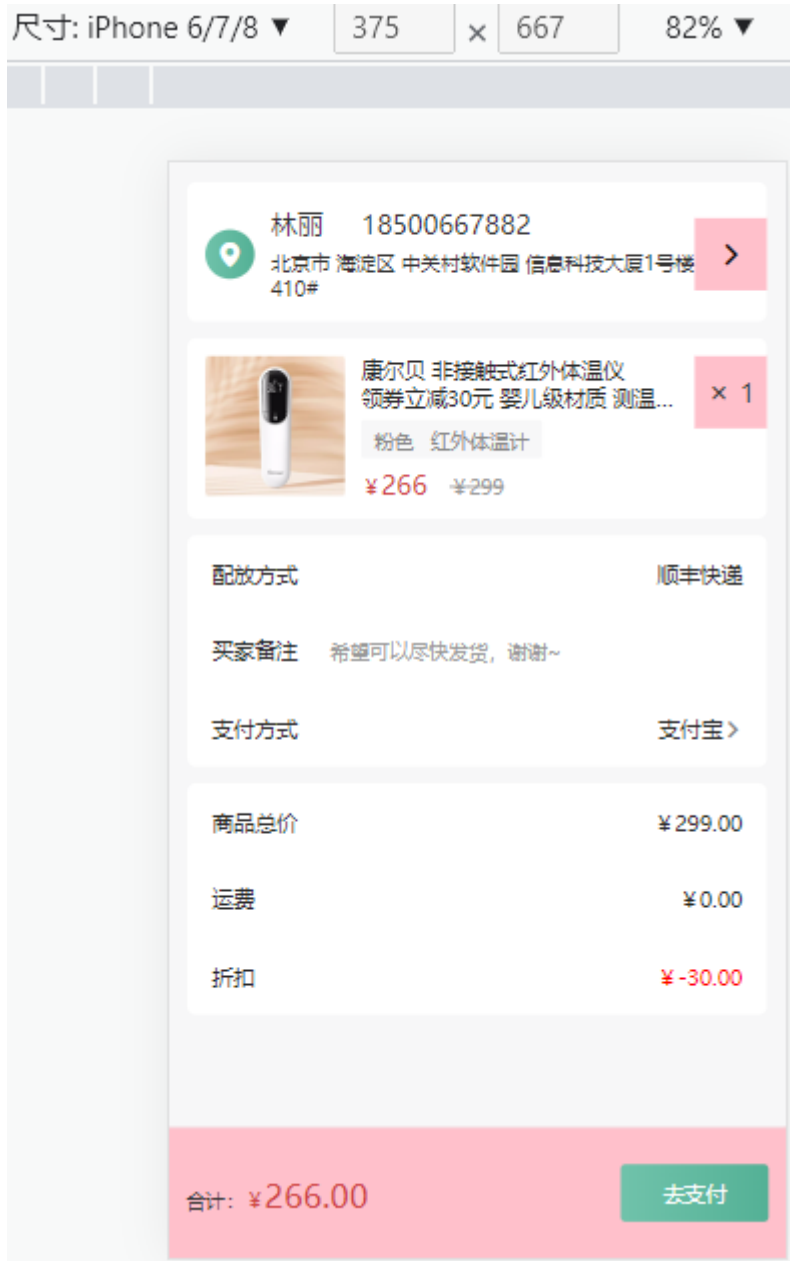 尺寸: iPhone 6/7/8 ▼ 375 × 667 82% ▼
林丽 18500667882
北京市 海淀区 中关村软件园 信息科技大厦1号楼
410#
康尔贝 非接触式红外体温仪
领券立减30元 婴儿级材质 测温...
× 1
粉色 红外体温计
¥266 ¥299
配放方式 顺丰快递
买家备注 希望可以尽快发货，谢谢~
支付方式 支付宝>
商品总价 ¥299.00
运费 ¥0.00
折扣 ¥-30.00
合计: ¥266.00 去支付